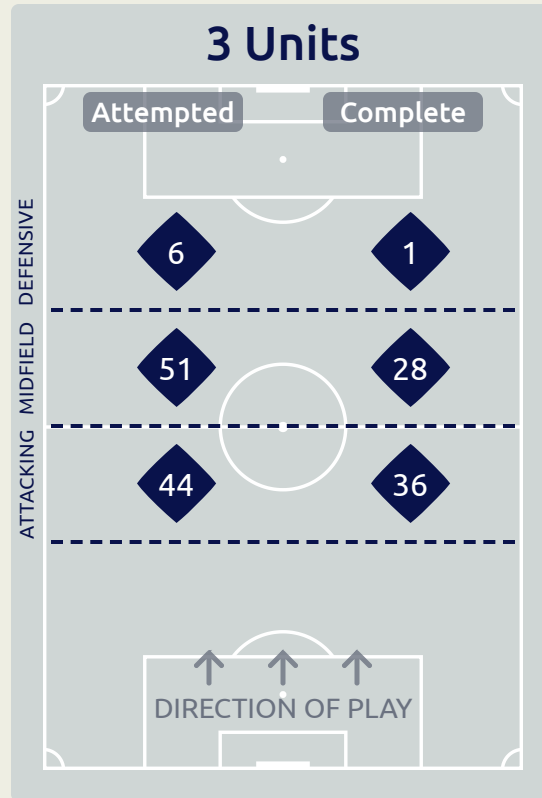 3 Units
Attempted Complete
DEFENSIVE
6 1
MIDFIELD
51 28
ATTACKING
44 36
DIRECTION OF PLAY